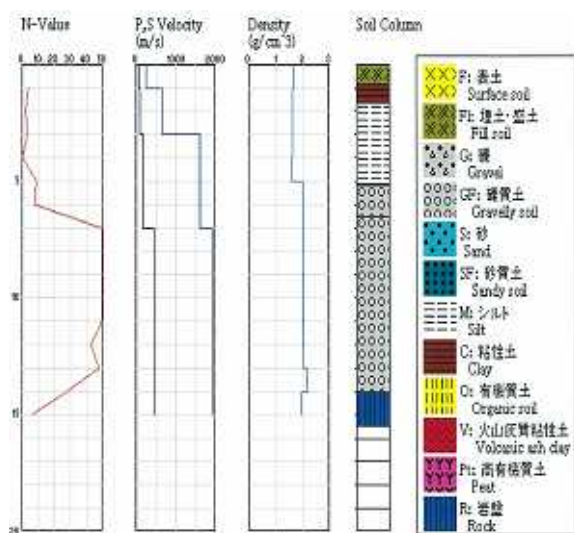 N-Value
10 20 30 40 50
P,S Velocity
(m/s)
0 1000 2000
Density
(g/cm^3)
0 1 2 3
Soil Column
5
10
15
20
F: 表土
Surface soil
Fl: 埋土・盛土
Fill soil
G: 礫
Gravel
GF: 礫質土
Gravelly soil
S: 砂
Sand
SF: 砂質土
Sandy soil
M: シルト
Silt
C: 粘性土
Clay
O: 有機質土
Organic soil
V: 火山灰質粘性土
Volcanic ash clay
Pt: 高有機質土
Peat
R: 岩盤
Rock